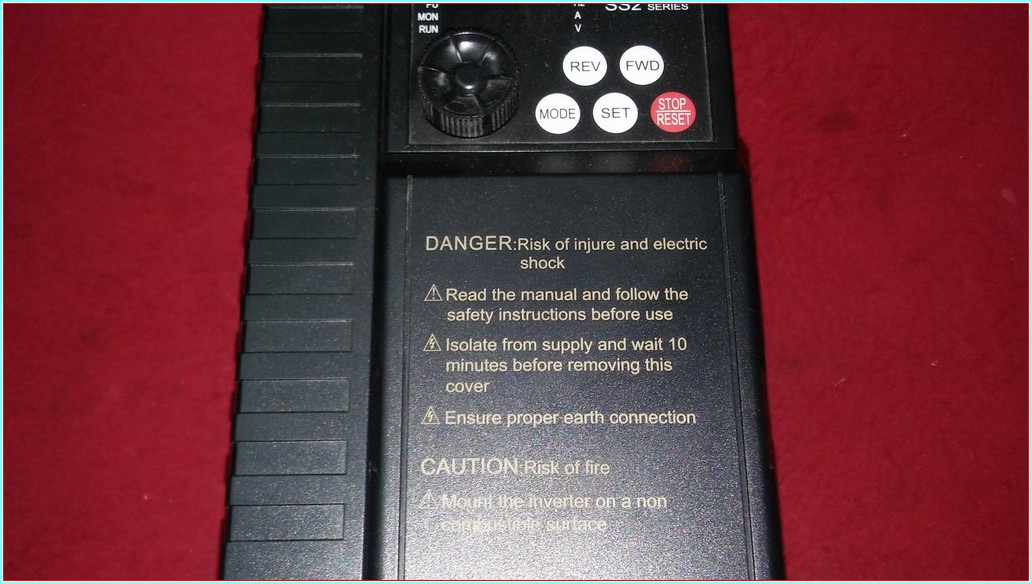 MON
RUN
A
V
SS2 SERIES
REV
FWD
MODE
SET
STOP
RESET
DANGER:Risk of injure and electric
shock
Read the manual and follow the
safety instructions before use
Isolate from supply and wait 10
minutes before removing this
cover
Ensure proper earth connection
CAUTION:Risk of fire
Mount the inverter on a non
combustible surface